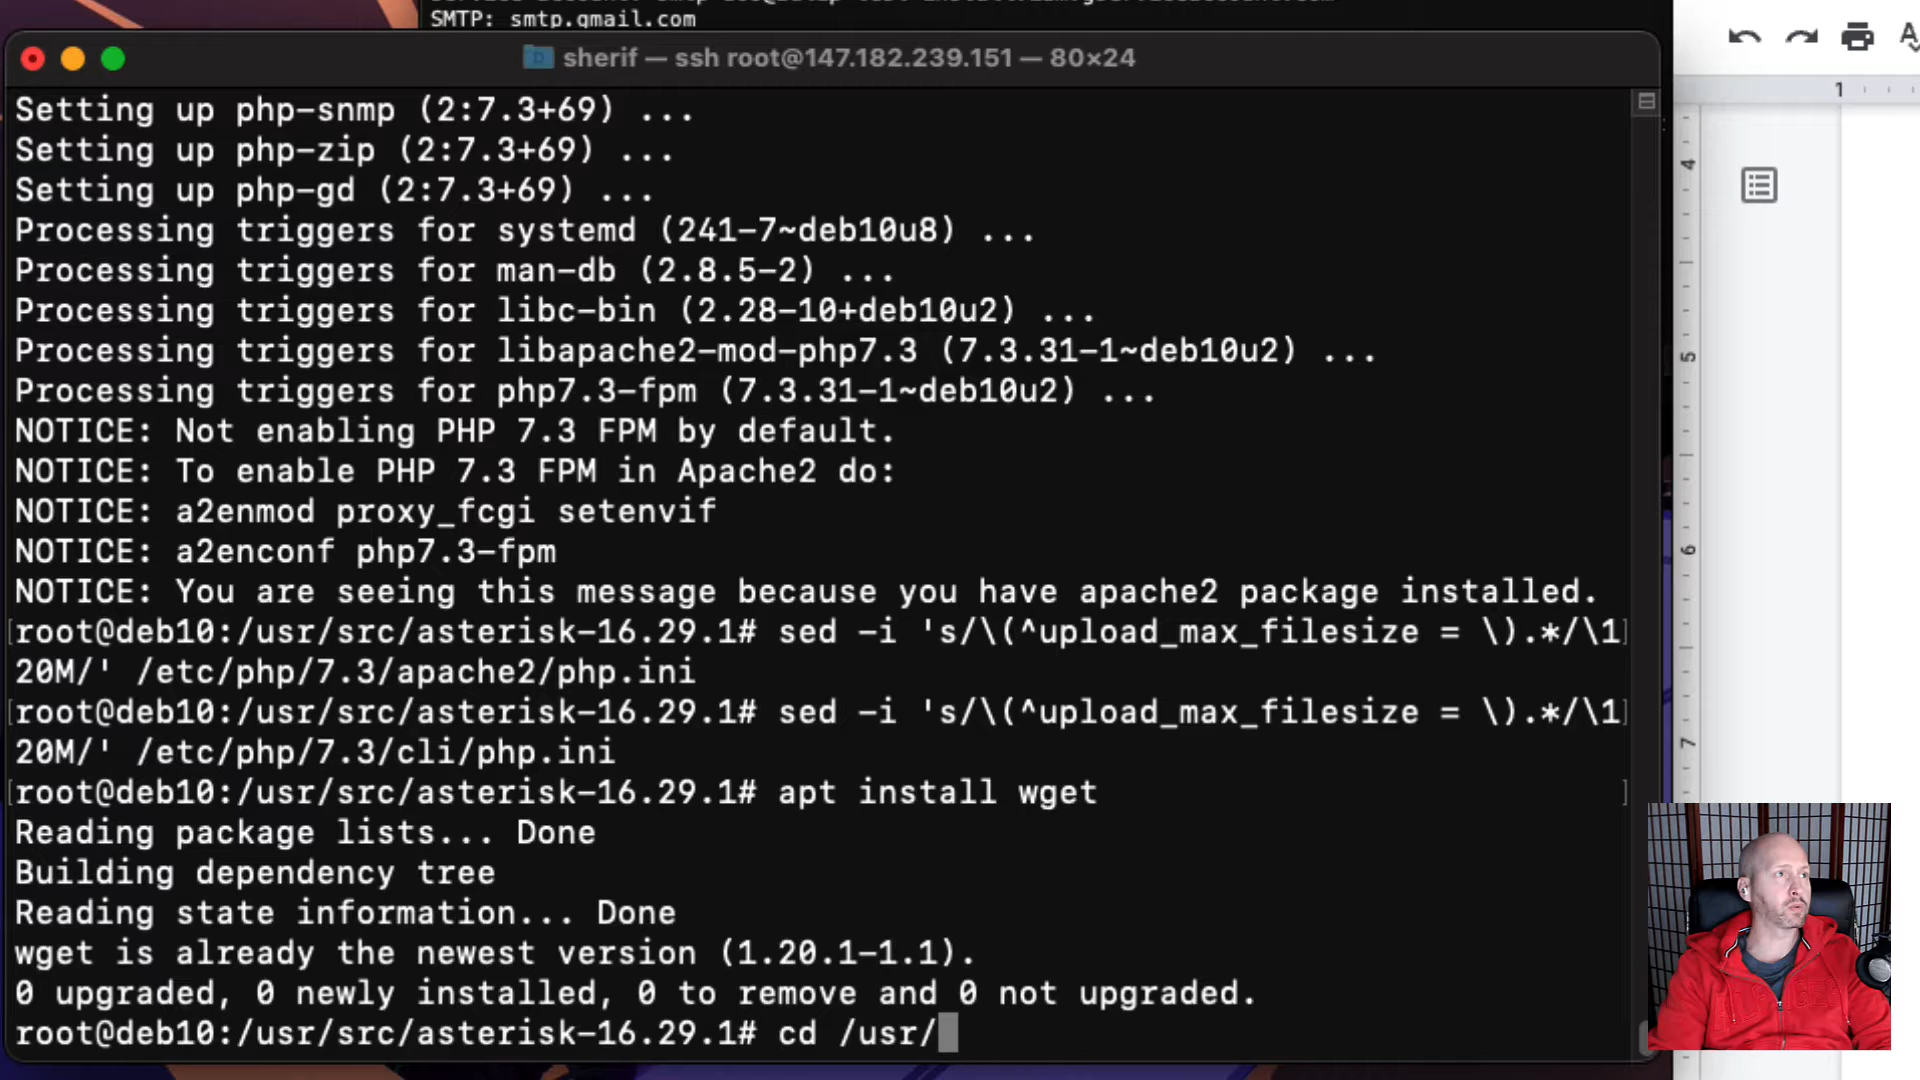 SMTP: smtp.gmail.com
sherif — ssh root@147.182.239.151 — 80×24
Setting up php-snmp (2:7.3+69) ...
Setting up php-zip (2:7.3+69) ...
Setting up php-gd (2:7.3+69) ...
Processing triggers for systemd (241-7~deb10u8) ...
Processing triggers for man-db (2.8.5-2) ...
Processing triggers for libc-bin (2.28-10+deb10u2) ...
Processing triggers for libapache2-mod-php7.3 (7.3.31-1~deb10u2) ...
Processing triggers for php7.3-fpm (7.3.31-1~deb10u2) ...
NOTICE: Not enabling PHP 7.3 FPM by default.
NOTICE: To enable PHP 7.3 FPM in Apache2 do:
NOTICE: a2enmod proxy_fcgi setenvif
NOTICE: a2enconf php7.3-fpm
NOTICE: You are seeing this message because you have apache2 package installed.
[root@deb10:/usr/src/asterisk-16.29.1# sed -i 's/\(^upload_max_filesize = \).*/\1]
20M/' /etc/php/7.3/apache2/php.ini
[root@deb10:/usr/src/asterisk-16.29.1# sed -i 's/\(^upload_max_filesize = \).*/\1]
20M/' /etc/php/7.3/cli/php.ini
[root@deb10:/usr/src/asterisk-16.29.1# apt install wget ]
Reading package lists... Done
Building dependency tree
Reading state information... Done
wget is already the newest version (1.20.1-1.1).
0 upgraded, 0 newly installed, 0 to remove and 0 not upgraded.
root@deb10:/usr/src/asterisk-16.29.1# cd /usr/
1
4
5
6
7